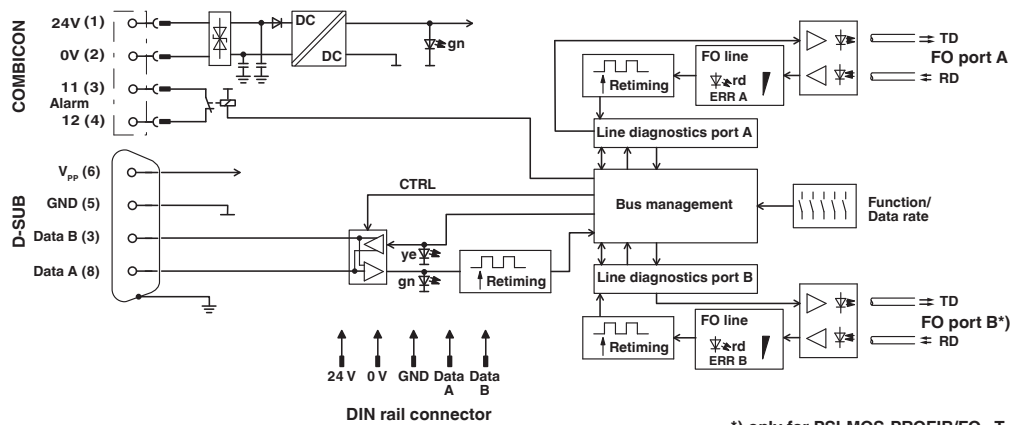 COMBICON
24V (1)
0V (2)
11 (3)
Alarm
12 (4)
DC
DC
gn
D-SUB
VPP (6)
GND (5)
Data B (3)
Data A (8)
CTRL
ye
gn
Retiming
Retiming
FO line
rd
ERR A
TD
FO port A
RD
Line diagnostics port A
Bus management
Function/
Data rate
Line diagnostics port B
Retiming
FO line
rd
ERR B
TD
FO port B*)
RD
24 V
0 V
GND
Data
A
Data
B
DIN rail connector